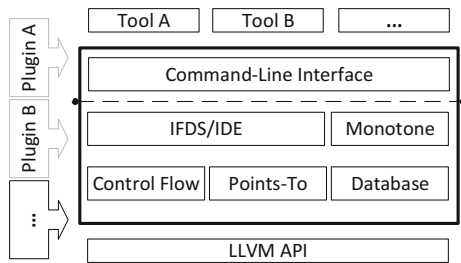 Tool A
Tool B
...
Plugin A
Command-Line Interface
Plugin B
IFDS/IDE
Monotone
Control Flow
Points-To
Database
...
LLVM API